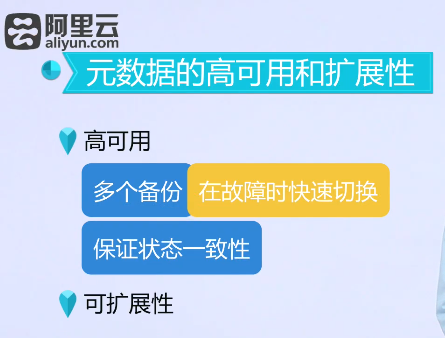 阿里云
aliyun.com
元数据的高可用和扩展性
高可用
多个备份 在故障时快速切换
保证状态一致性
可扩展性